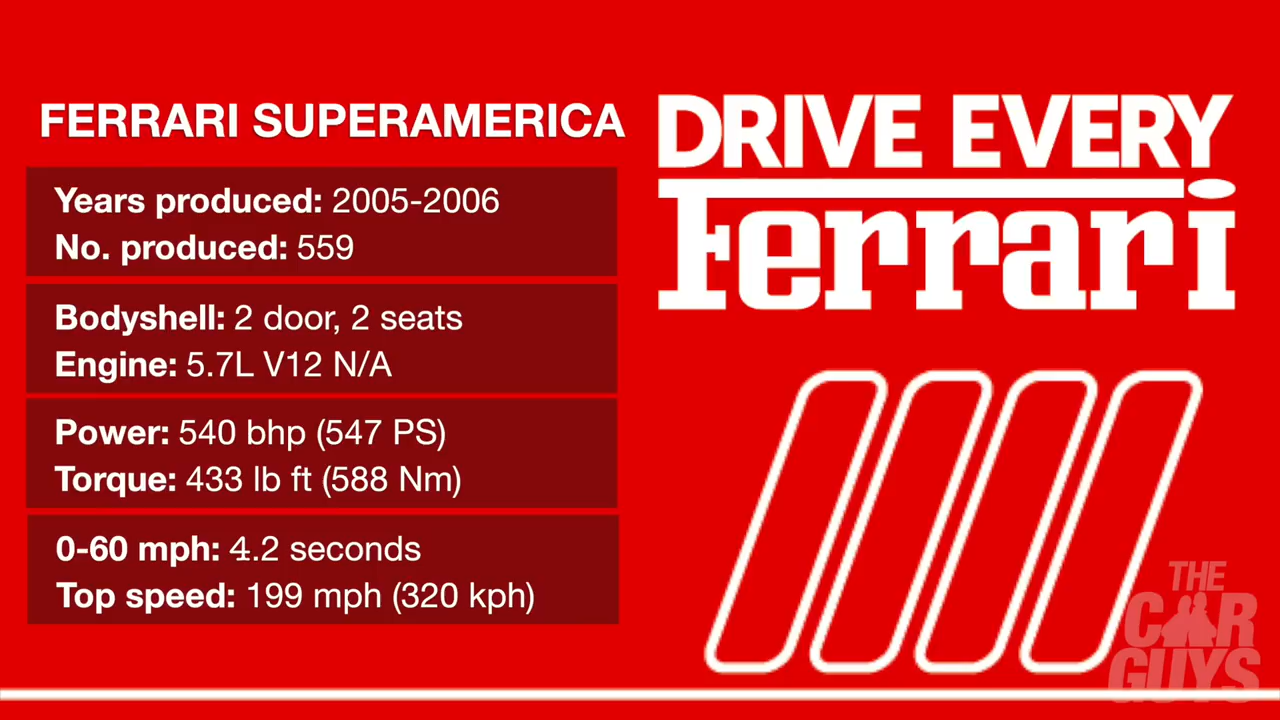 FERRARI SUPERAMERICA
Years produced: 2005-2006
No. produced: 559
Bodyshell: 2 door, 2 seats
Engine: 5.7L V12 N/A
Power: 540 bhp (547 PS)
Torque: 433 lb ft (588 Nm)
0-60 mph: 4.2 seconds
Top speed: 199 mph (320 kph)
DRIVE EVERY
Ferrari
THE
CAR
GUYS